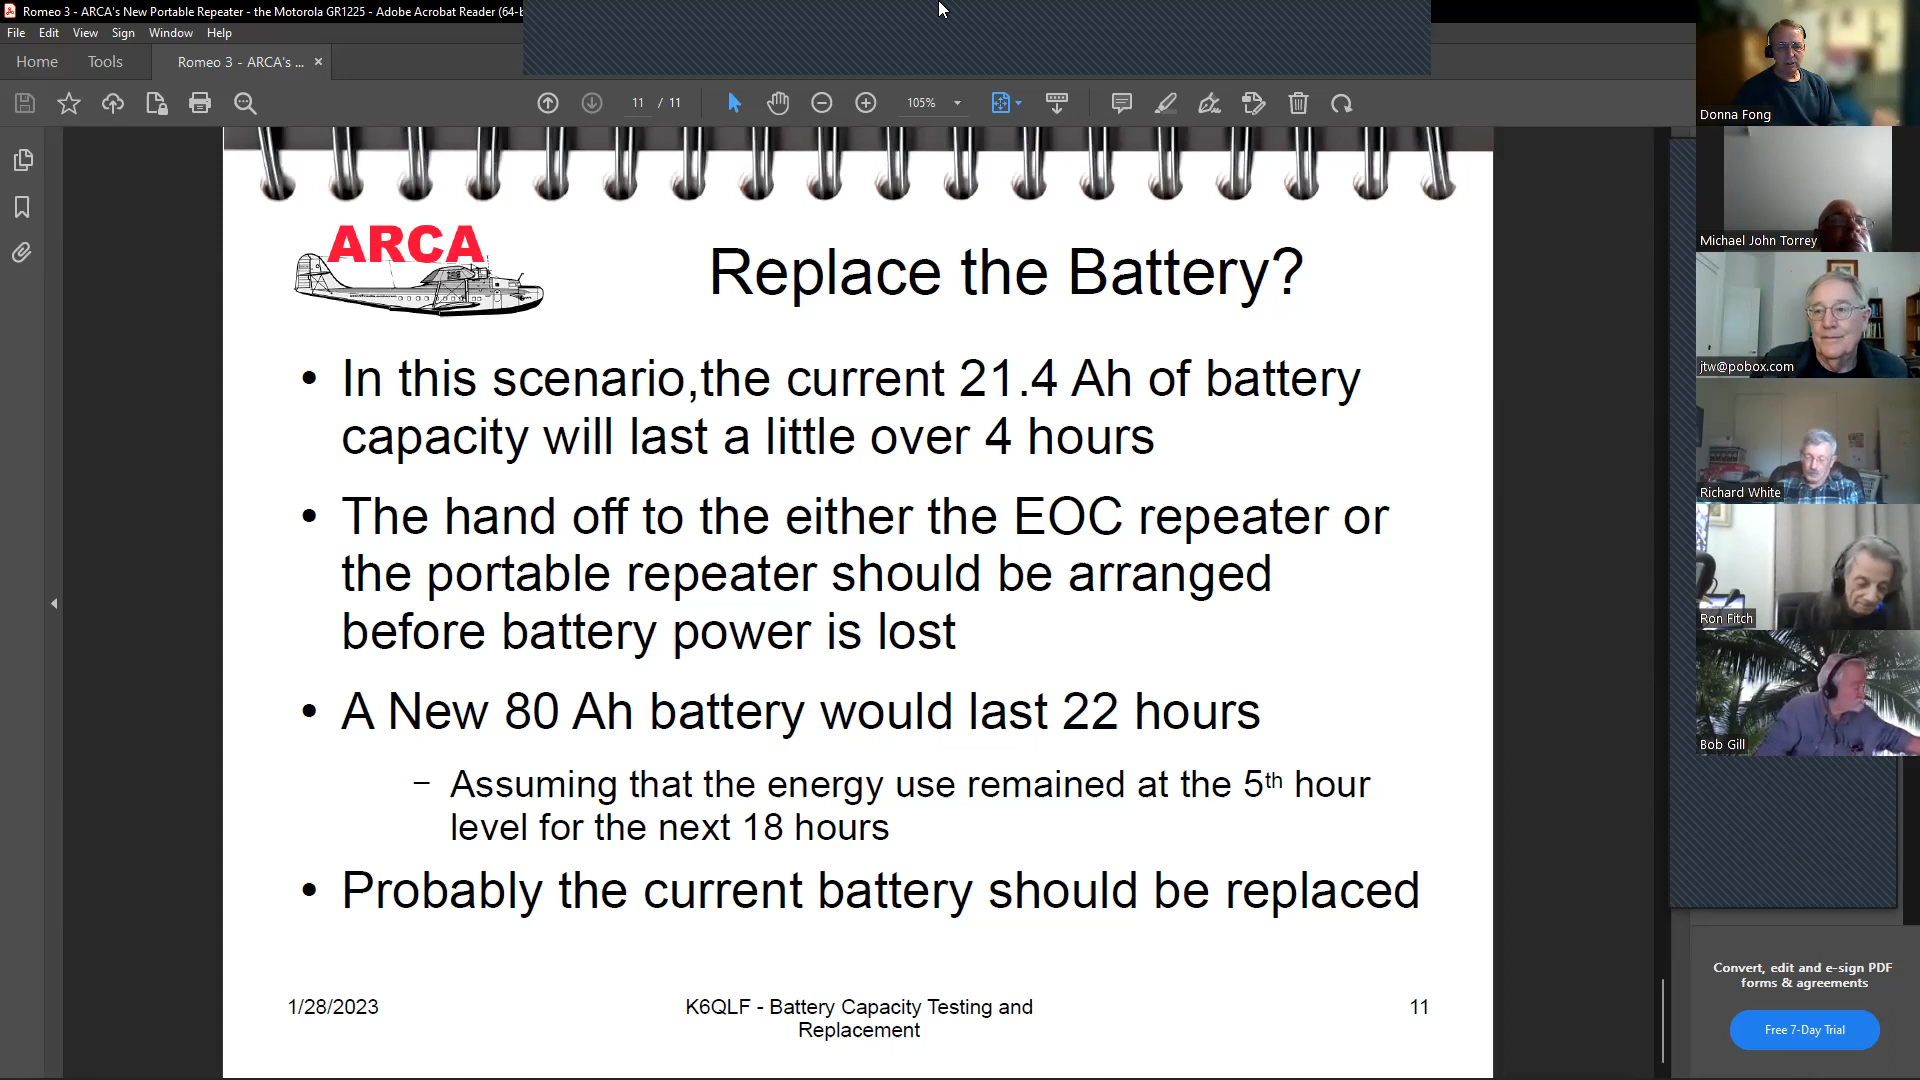 Romeo 3 - ARCA's New Portable Repeater - the Motorola GR1225 - Adobe Acrobat Reader (64-b
File Edit View Sign Window Help
Home Tools Romeo 3 - ARCA's ... ×
11 / 11 105%
ARCA
Replace the Battery?
• In this scenario,the current 21.4 Ah of battery
capacity will last a little over 4 hours
• The hand off to the either the EOC repeater or
the portable repeater should be arranged
before battery power is lost
• A New 80 Ah battery would last 22 hours
– Assuming that the energy use remained at the 5th hour
level for the next 18 hours
• Probably the current battery should be replaced
1/28/2023
K6QLF - Battery Capacity Testing and
Replacement
11
Donna Fong
Michael John Torrey
jtw@pobox.com
Richard White
Ron Fitch
Bob Gill
Convert, edit and e-sign PDF
forms & agreements
Free 7-Day Trial